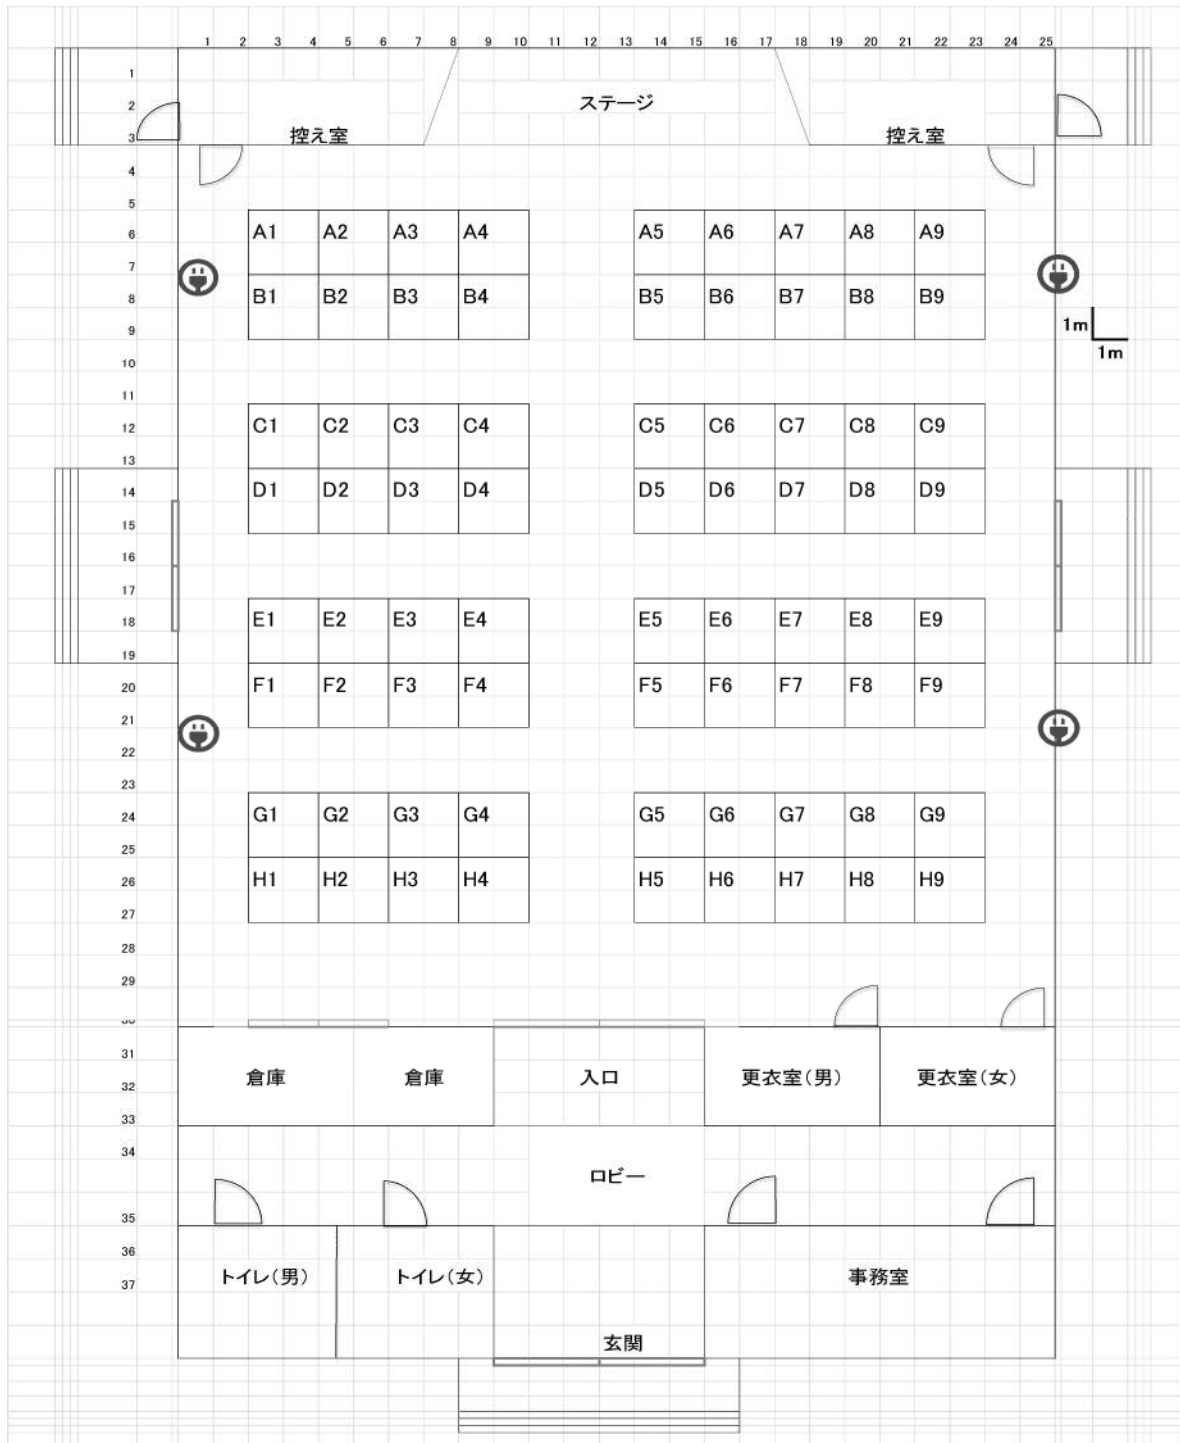 1 2 3 4 5 6 7 8 9 10 11 12 13 14 15 16 17 18 19 20 21 22 23 24 25
1
2
ステージ
3
控え室
控え室
4
5
6
A1 A2 A3 A4 A5 A6 A7 A8 A9
7
8
B1 B2 B3 B4 B5 B6 B7 B8 B9
9
1m
1m
10
11
12
C1 C2 C3 C4 C5 C6 C7 C8 C9
13
14
D1 D2 D3 D4 D5 D6 D7 D8 D9
15
16
17
18
E1 E2 E3 E4 E5 E6 E7 E8 E9
19
20
F1 F2 F3 F4 F5 F6 F7 F8 F9
21
22
23
24
G1 G2 G3 G4 G5 G6 G7 G8 G9
25
26
H1 H2 H3 H4 H5 H6 H7 H8 H9
27
28
29
30
31
32
倉庫 倉庫 入口 更衣室(男) 更衣室(女)
33
34
ロビー
35
36
37
トイレ(男) トイレ(女) 事務室
玄関